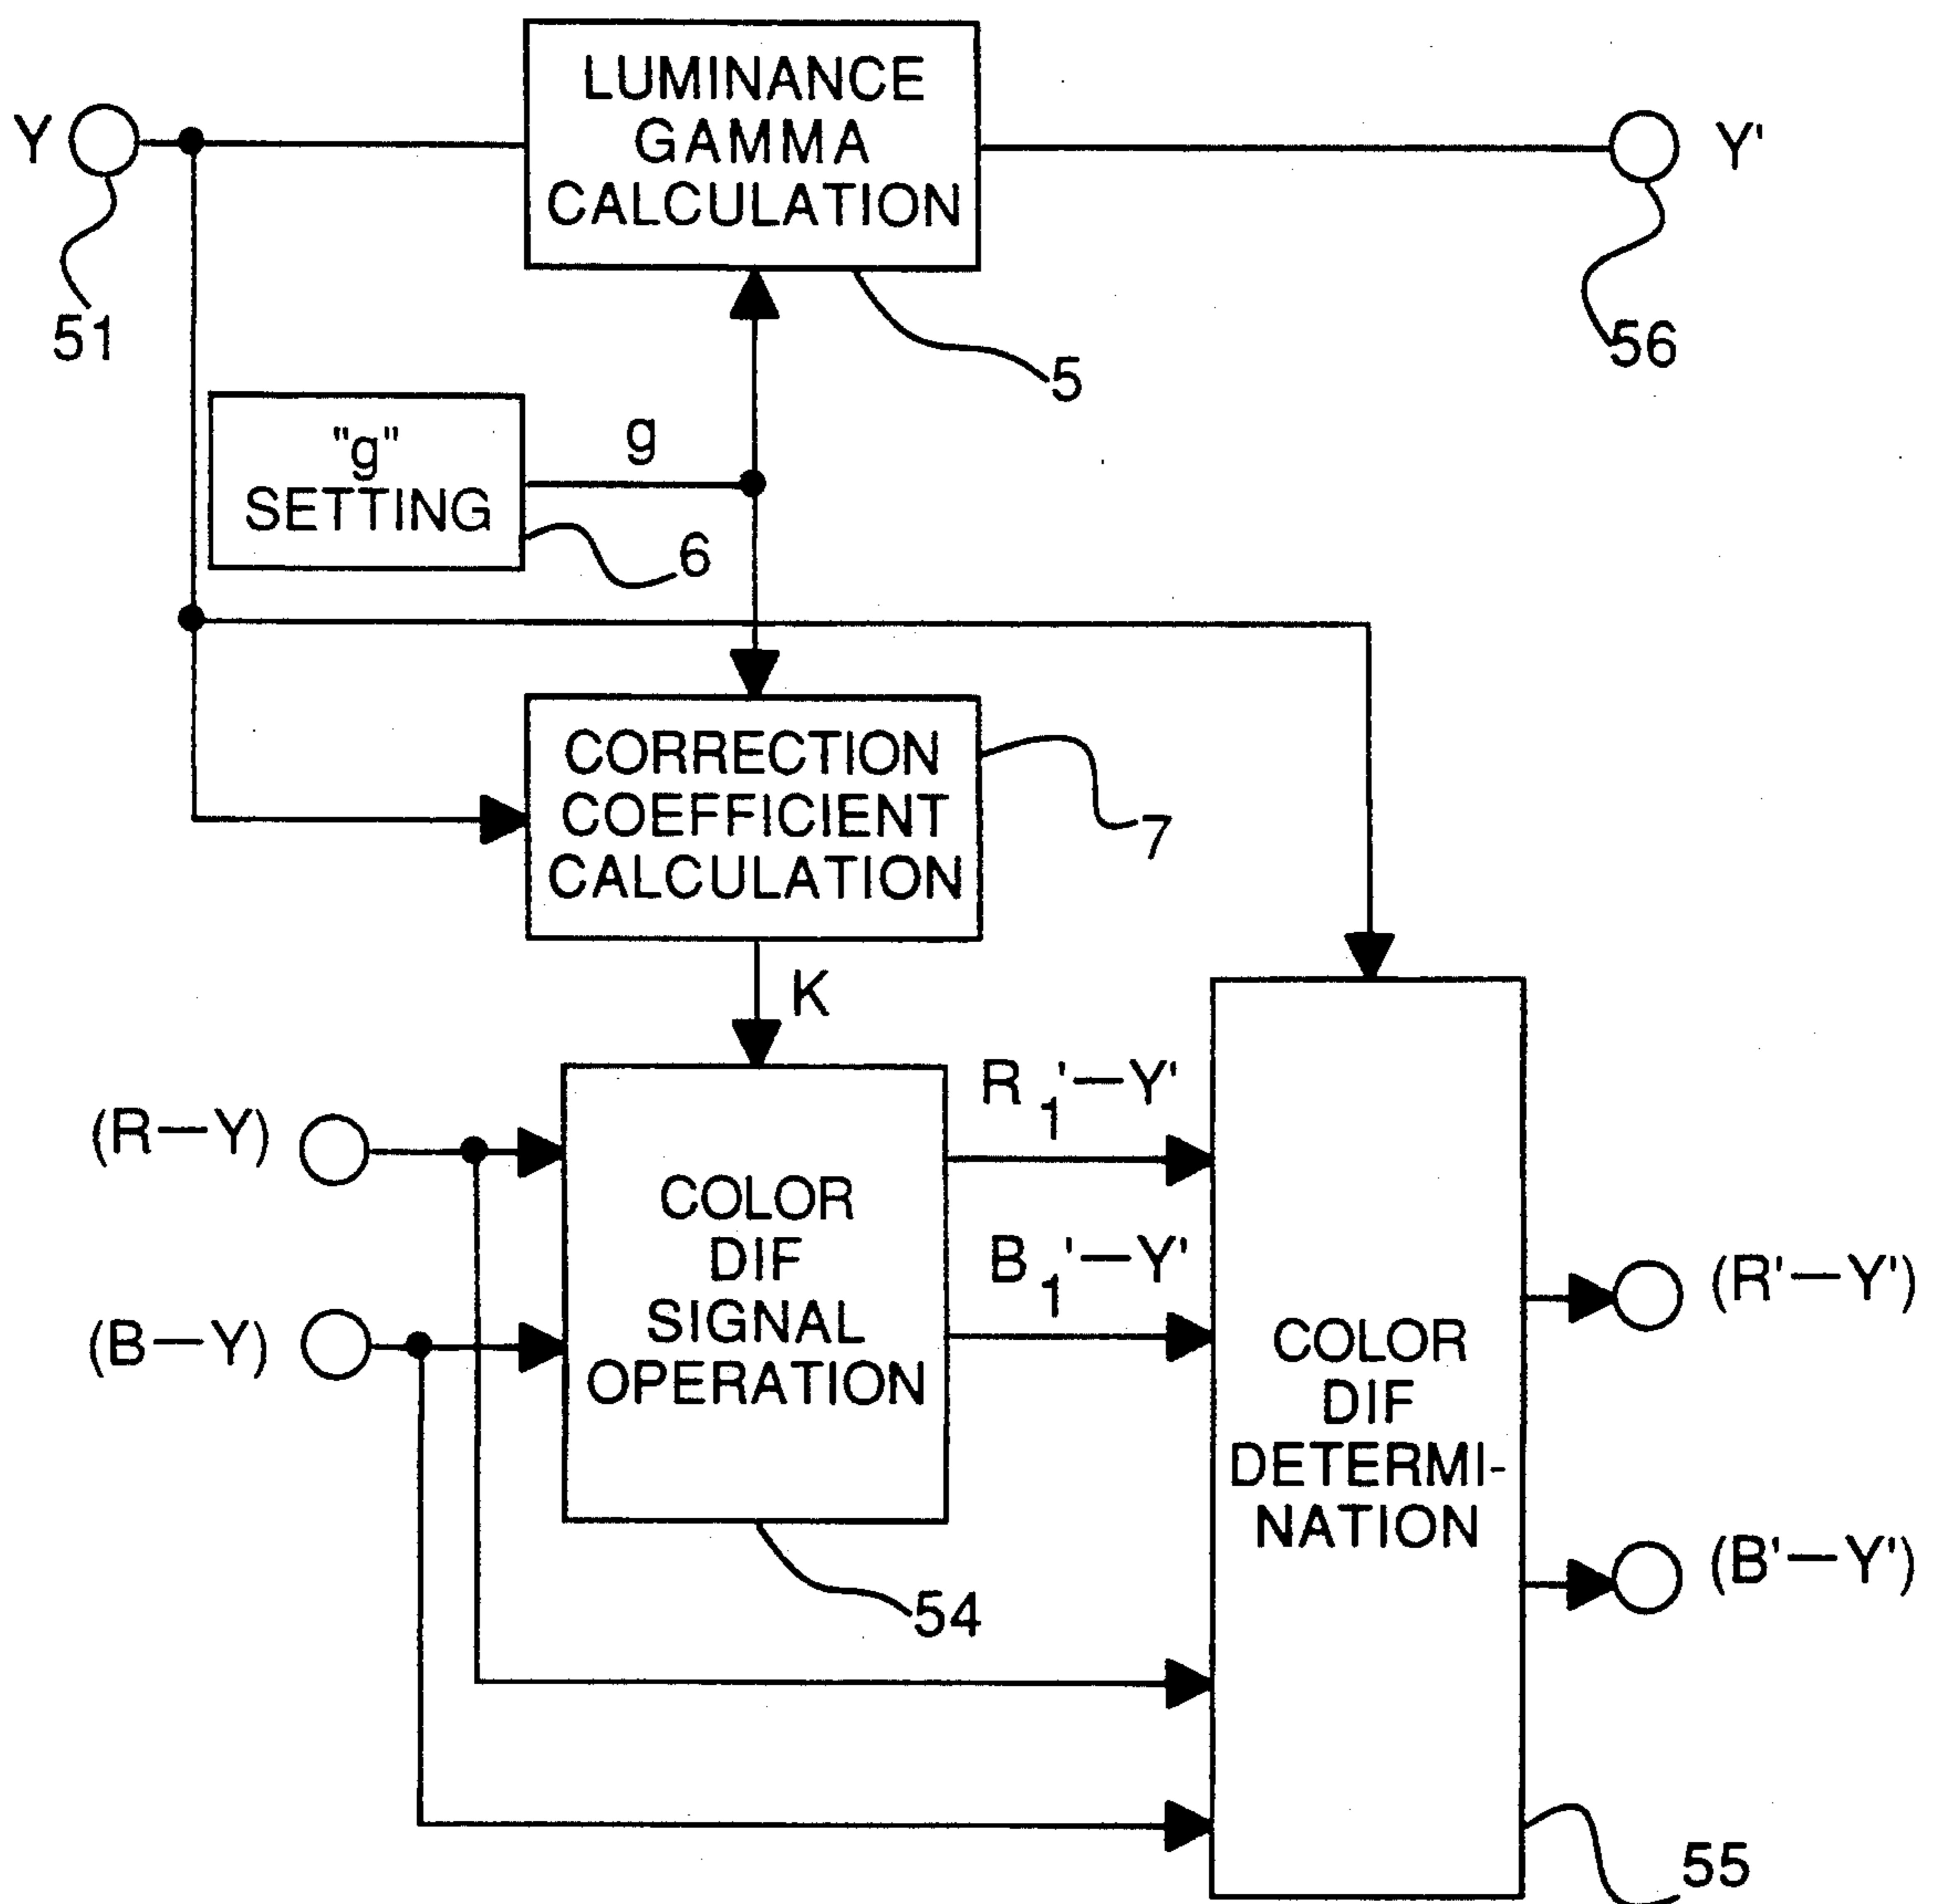 LUMINANCE
GAMMA
CALCULATION
Y
Y'
51
5
56
"g"
SETTING
g
6
CORRECTION
COEFFICIENT
CALCULATION
7
K
(R—Y)
(B—Y)
COLOR
DIF
SIGNAL
OPERATION
R1'—Y'
B1'—Y'
54
COLOR
DIF
DETERMI-
NATION
(R'—Y')
(B'—Y')
55